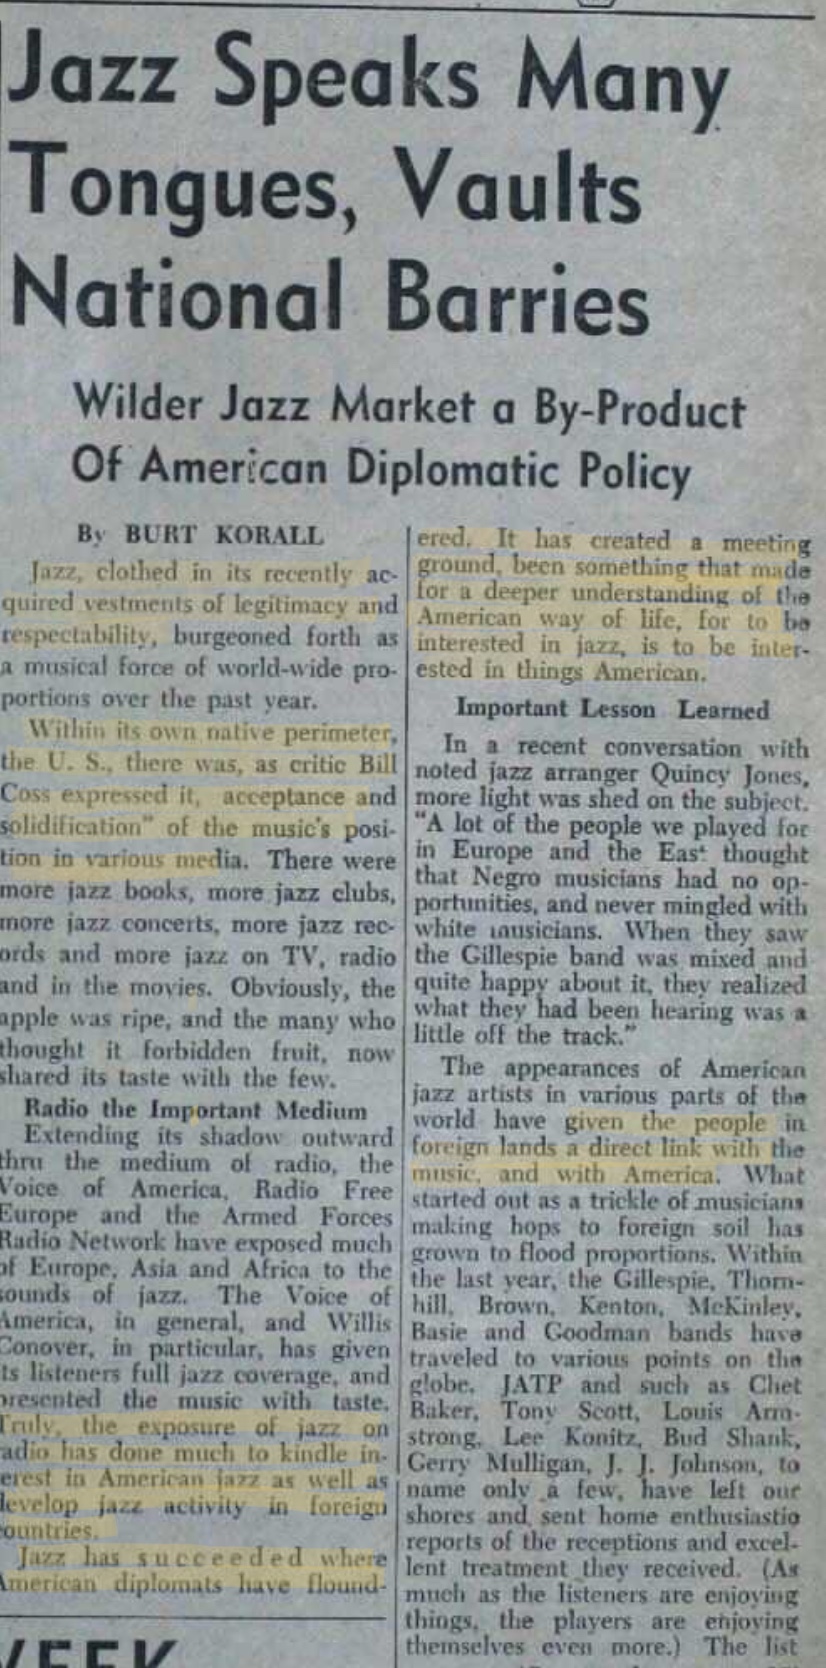 Jazz Speaks Many
Tongues, Vaults
National Barries
Wilder Jazz Market a By-Product
Of American Diplomatic Policy
By BURT KORALL
Jazz, clothed in its recently ac-
quired vestments of legitimacy and
respectability, burgeoned forth as
a musical force of world-wide pro-
portions over the past year.
Within its own native perimeter,
the U. S., there was, as critic Bill
Coss expressed it, acceptance and
solidification" of the music's posi-
tion in various media. There were
more jazz books, more jazz clubs,
more jazz concerts, more jazz rec-
ords and more jazz on TV, radio
and in the movies. Obviously, the
apple was ripe, and the many who
thought it forbidden fruit, now
shared its taste with the few.
Radio the Important Medium
Extending its shadow outward
thru the medium of radio, the
Voice of America, Radio Free
Europe and the Armed Forces
Radio Network have exposed much
of Europe, Asia and Africa to the
sounds of jazz. The Voice of
America, in general, and Willis
Conover, in particular, has given
its listeners full jazz coverage, and
presented the music with taste.
Truly, the exposure of jazz on
radio has done much to kindle in-
terest in American jazz as well as
develop jazz activity in foreign
countries.
Jazz has succeeded where
American diplomats have flound-
ered. It has created a meeting
ground, been something that made
for a deeper understanding of the
American way of life, for to be
interested in jazz, is to be inter-
ested in things American.
Important Lesson Learned
In a recent conversation with
noted jazz arranger Quincy Jones,
more light was shed on the subject.
"A lot of the people we played for
in Europe and the East thought
that Negro musicians had no op-
portunities, and never mingled with
white musicians. When they saw
the Gillespie band was mixed and
quite happy about it, they realized
what they had been hearing was a
little off the track."
The appearances of American
jazz artists in various parts of the
world have given the people in
foreign lands a direct link with the
music, and with America. What
started out as a trickle of musicians
making hops to foreign soil has
grown to flood proportions. Within
the last year, the Gillespie, Thorn-
hill, Brown, Kenton, McKinley,
Basie and Goodman bands have
traveled to various points on the
globe. JATP and such as Chet
Baker, Tony Scott, Louis Arm-
strong, Lee Konitz, Bud Shank,
Gerry Mulligan, J. J. Johnson, to
name only a few, have left our
shores and sent home enthusiastic
reports of the receptions and excel-
lent treatment they received. (As
much as the listeners are enjoying
things, the players are enjoying
themselves even more.) The list
WEEK